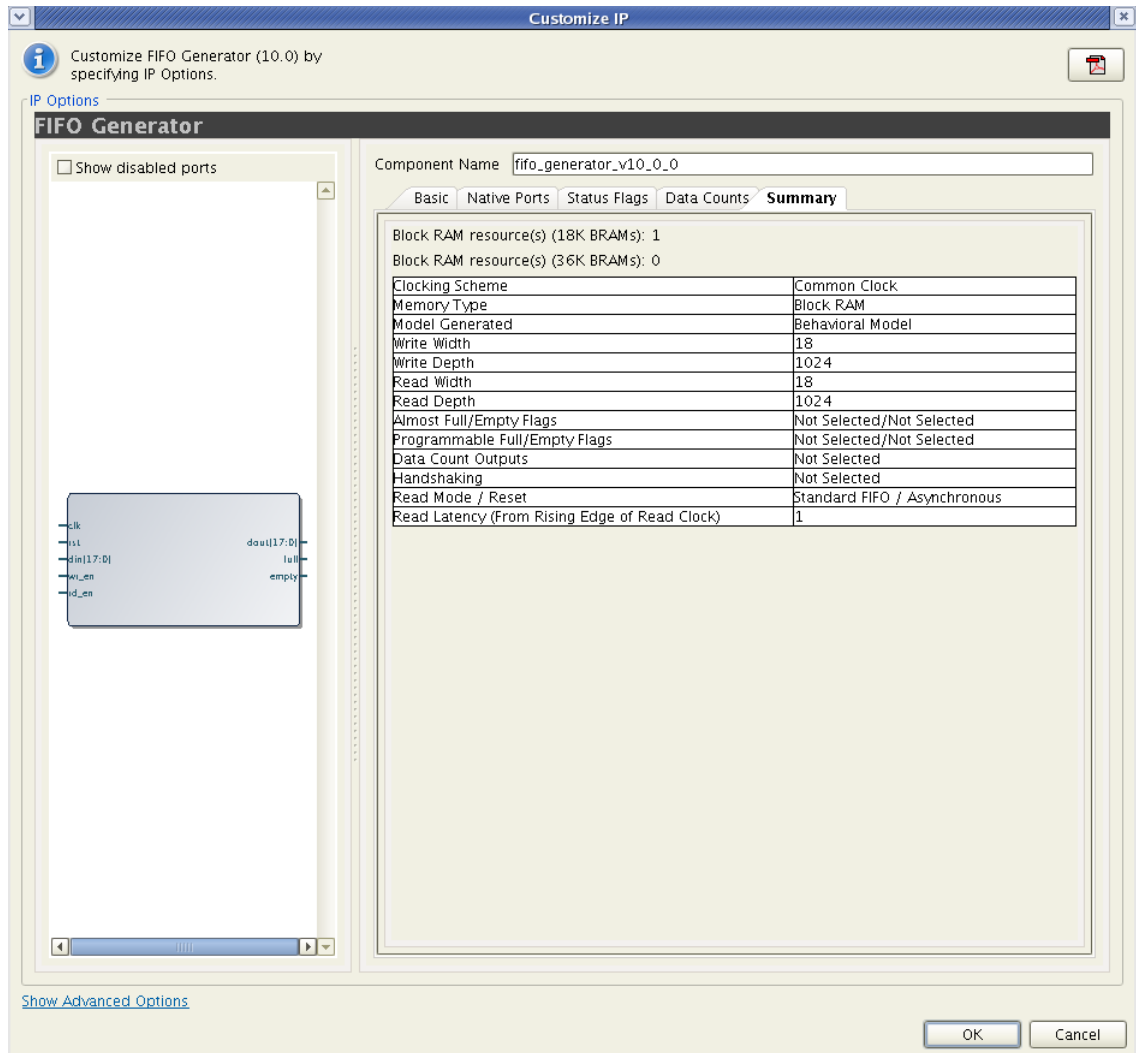 Customize IP
Customize FIFO Generator (10.0) by
specifying IP Options.
IP Options
FIFO Generator
Show disabled ports
clk
rst
din[17:0]
wr_en
rd_en
dout[17:0]
full
empty
Component Name fifo_generator_v10_0_0
Basic Native Ports Status Flags Data Counts Summary
Block RAM resource(s) (18K BRAMs): 1
Block RAM resource(s) (36K BRAMs): 0
Clocking Scheme Common Clock
Memory Type Block RAM
Model Generated Behavioral Model
Write Width 18
Write Depth 1024
Read Width 18
Read Depth 1024
Almost Full/Empty Flags Not Selected/Not Selected
Programmable Full/Empty Flags Not Selected/Not Selected
Data Count Outputs Not Selected
Handshaking Not Selected
Read Mode / Reset Standard FIFO / Asynchronous
Read Latency (From Rising Edge of Read Clock) 1
Show Advanced Options
OK Cancel